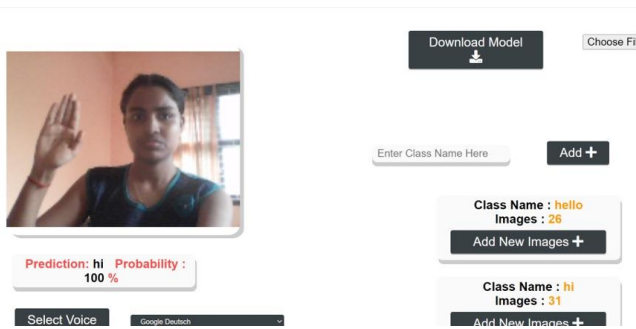 Download Model
Choose Fi
Enter Class Name Here
Add +
Class Name : hello
Images : 26
Add New Images +
Prediction: hi Probability :
100 %
Class Name : hi
Images : 31
Add New Images +
Select Voice
Google Deutsch